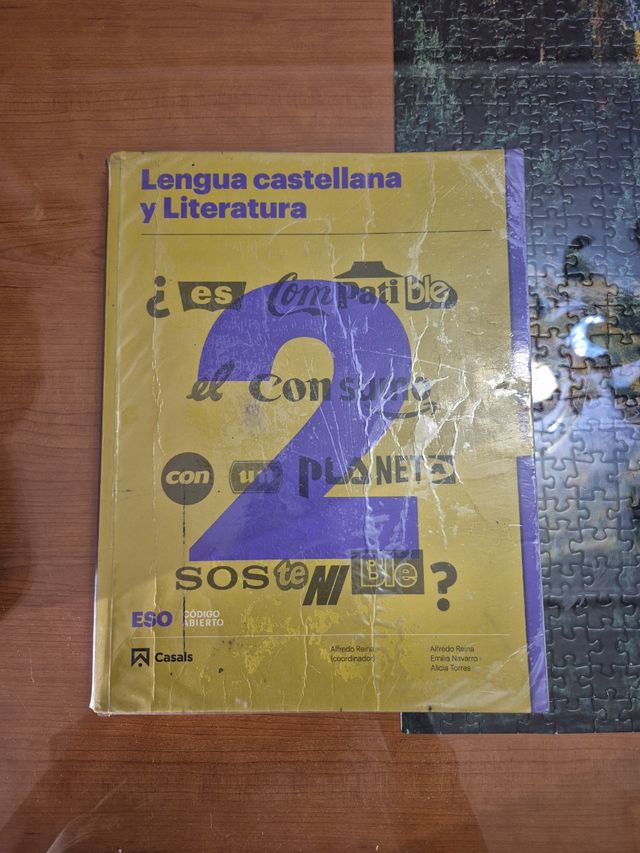 Lengua castellana
y Literatura
¿es Compatible
el Consumo
con un PLANETA
SOSteNIBle?
2
ESO CÓDIGO
ABIERTO
Casals
Alfredo Reina
(coordinador)
Alfredo Reina
Emilia Navarro
Alicia Torres